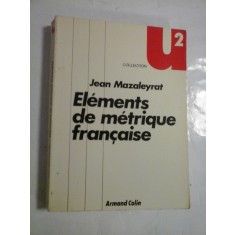 U2
COLLECTION
Jean Mazaleyrat
Eléments
de métrique
française
Armand Colin